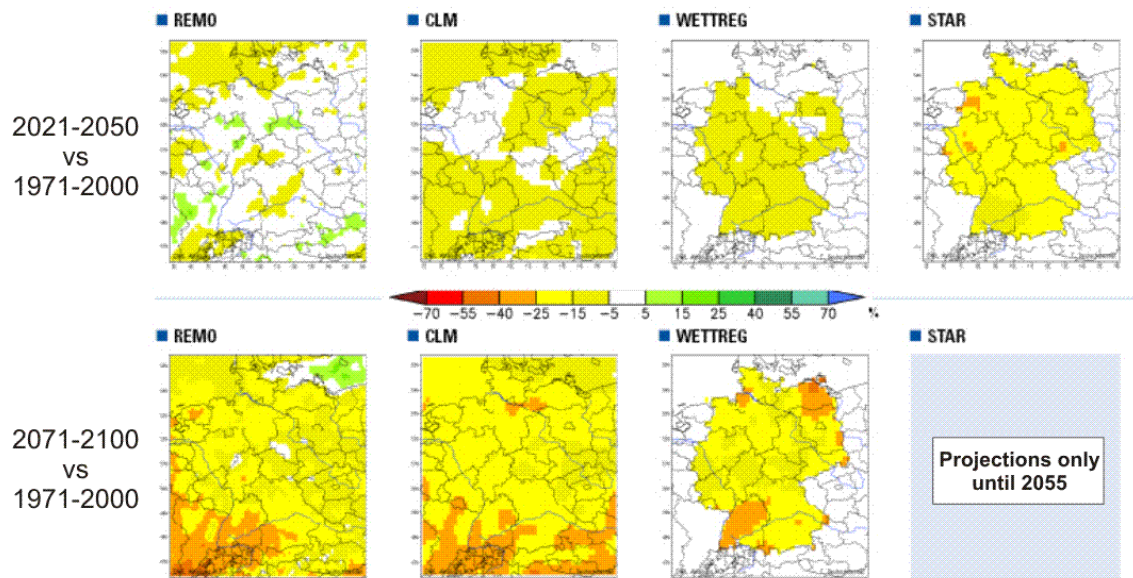 REMO
CLM
WETTREG
STAR
2021-2050
vs
1971-2000
-70 -55 -40 -25 -15 -5 5 15 25 40 55 70 %
REMO
CLM
WETTREG
STAR
2071-2100
vs
1971-2000
Projections only
until 2055